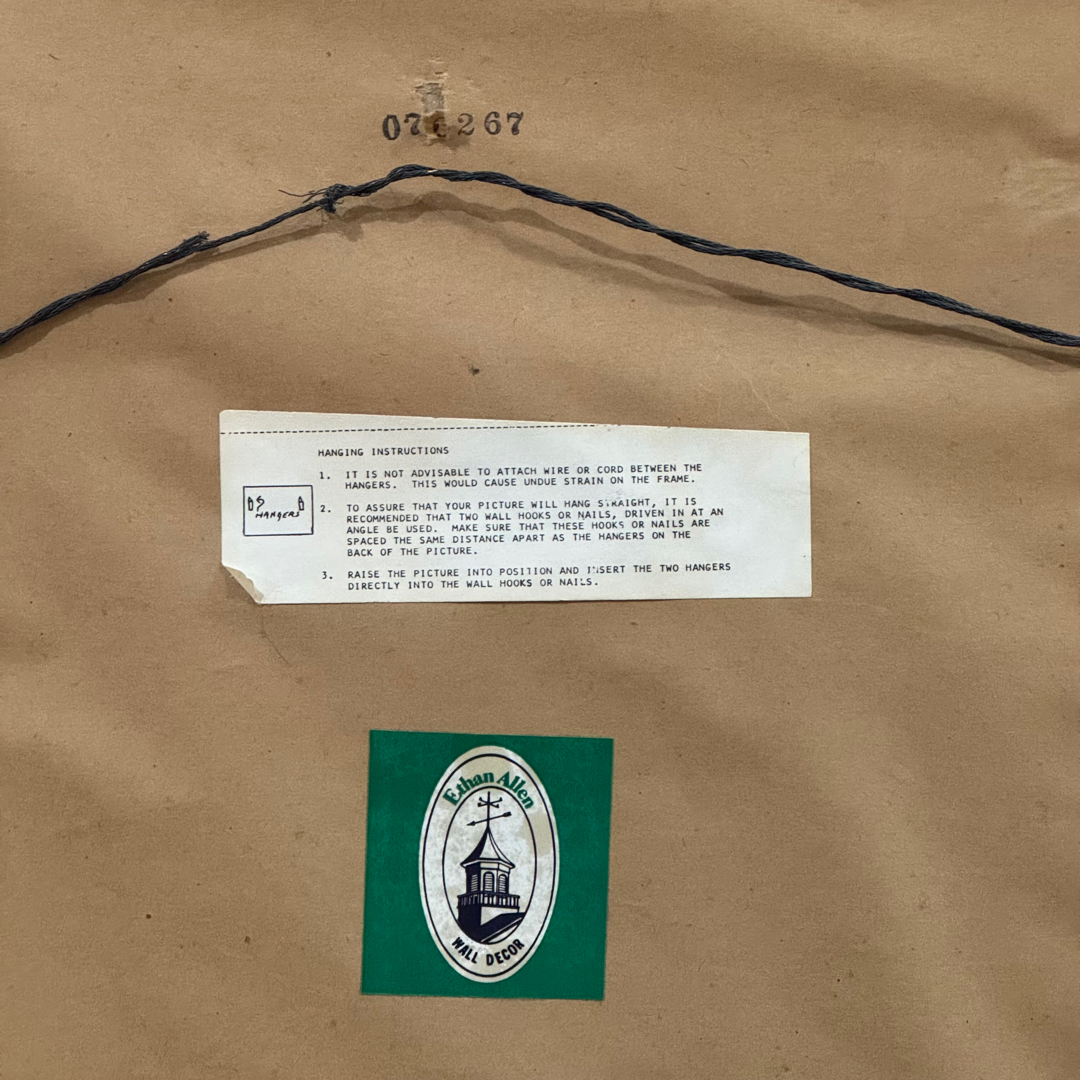 HANGING INSTRUCTIONS
1. IT IS NOT ADVISABLE TO ATTACH WIRE OR CORD BETWEEN THE
HANGERS. THIS WOULD CAUSE UNDUE STRAIN ON THE FRAME.
HANGERS
2. TO ASSURE THAT YOUR PICTURE WILL HANG STRAIGHT, IT IS
RECOMMENDED THAT TWO WALL HOOKS OR NAILS, DRIVEN IN AT AN
ANGLE BE USED. MAKE SURE THAT THESE HOOKS OR NAILS ARE
SPACED THE SAME DISTANCE APART AS THE HANGERS ON THE
BACK OF THE PICTURE.
3. RAISE THE PICTURE INTO POSITION AND INSERT THE TWO HANGERS
DIRECTLY INTO THE WALL HOOKS OR NAILS.
Ethan Allen
WALL DECOR